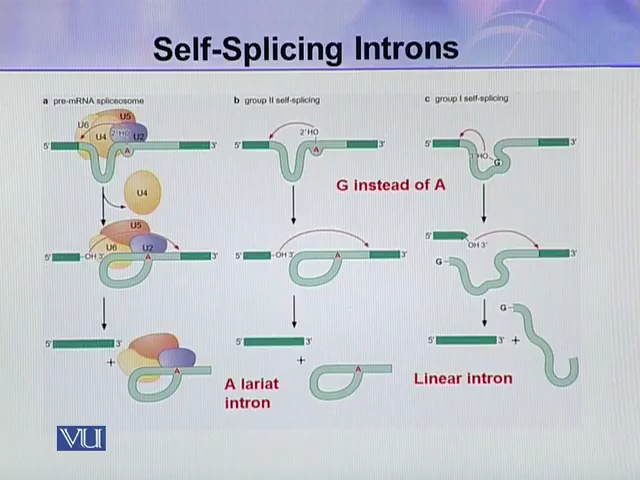 Self-Splicing Introns
a pre-mRNA spliceosome
b group II self-splicing
c group I self-splicing
U6
U5
U4
2'HO
U2
A
5'
3'
2'HO
A
5'
3'
HO
G
5'
3'
G instead of A
U4
U5
U6
U2
5'
OH 3'
A
3'
5'
OH 3'
A
3'
5'
OH 3'
G
3'
5'
3'
+
A
5'
3'
+
A
A lariat
intron
G
5'
3'
+
Linear intron
VU